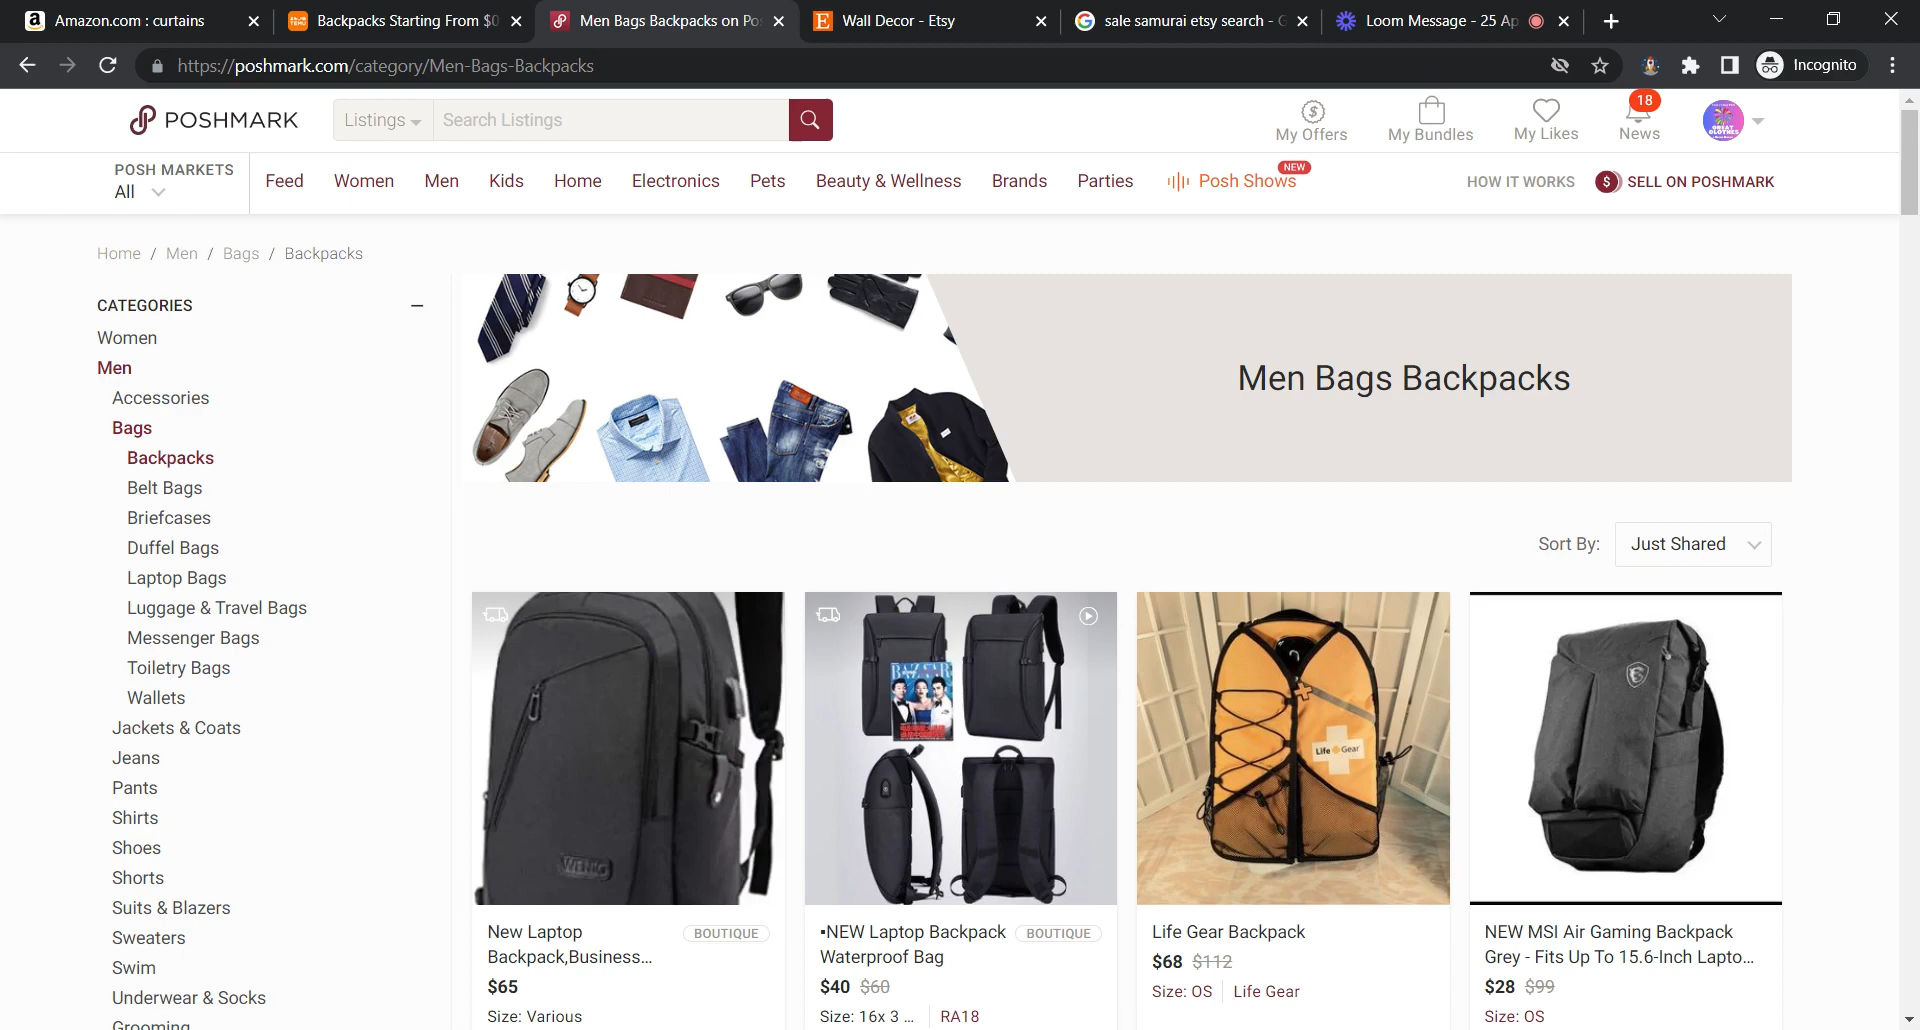 Amazon.com : curtains
Backpacks Starting From $0
Men Bags Backpacks on Po
Wall Decor - Etsy
sale samurai etsy search - G
Loom Message - 25 Ap
https://poshmark.com/category/Men-Bags-Backpacks
Incognito
POSHMARK
Listings
Search Listings
My Offers
My Bundles
My Likes
18
News
POSH MARKETS
All
Feed
Women
Men
Kids
Home
Electronics
Pets
Beauty & Wellness
Brands
Parties
Posh Shows
NEW
HOW IT WORKS
SELL ON POSHMARK
Home / Men / Bags / Backpacks
CATEGORIES
Women
Men
Accessories
Bags
Backpacks
Belt Bags
Briefcases
Duffel Bags
Laptop Bags
Luggage & Travel Bags
Messenger Bags
Toiletry Bags
Wallets
Jackets & Coats
Jeans
Pants
Shirts
Shoes
Shorts
Suits & Blazers
Sweaters
Swim
Underwear & Socks
Grooming
Men Bags Backpacks
Sort By:
Just Shared
BAZAAR
Life Gear
New Laptop
Backpack,Business...
BOUTIQUE
$65
Size: Various
▪NEW Laptop Backpack
Waterproof Bag
BOUTIQUE
$40 $60
Size: 16x 3 ...
RA18
Life Gear Backpack
$68 $112
Size: OS
Life Gear
NEW MSI Air Gaming Backpack
Grey - Fits Up To 15.6-Inch Lapto...
$28 $99
Size: OS